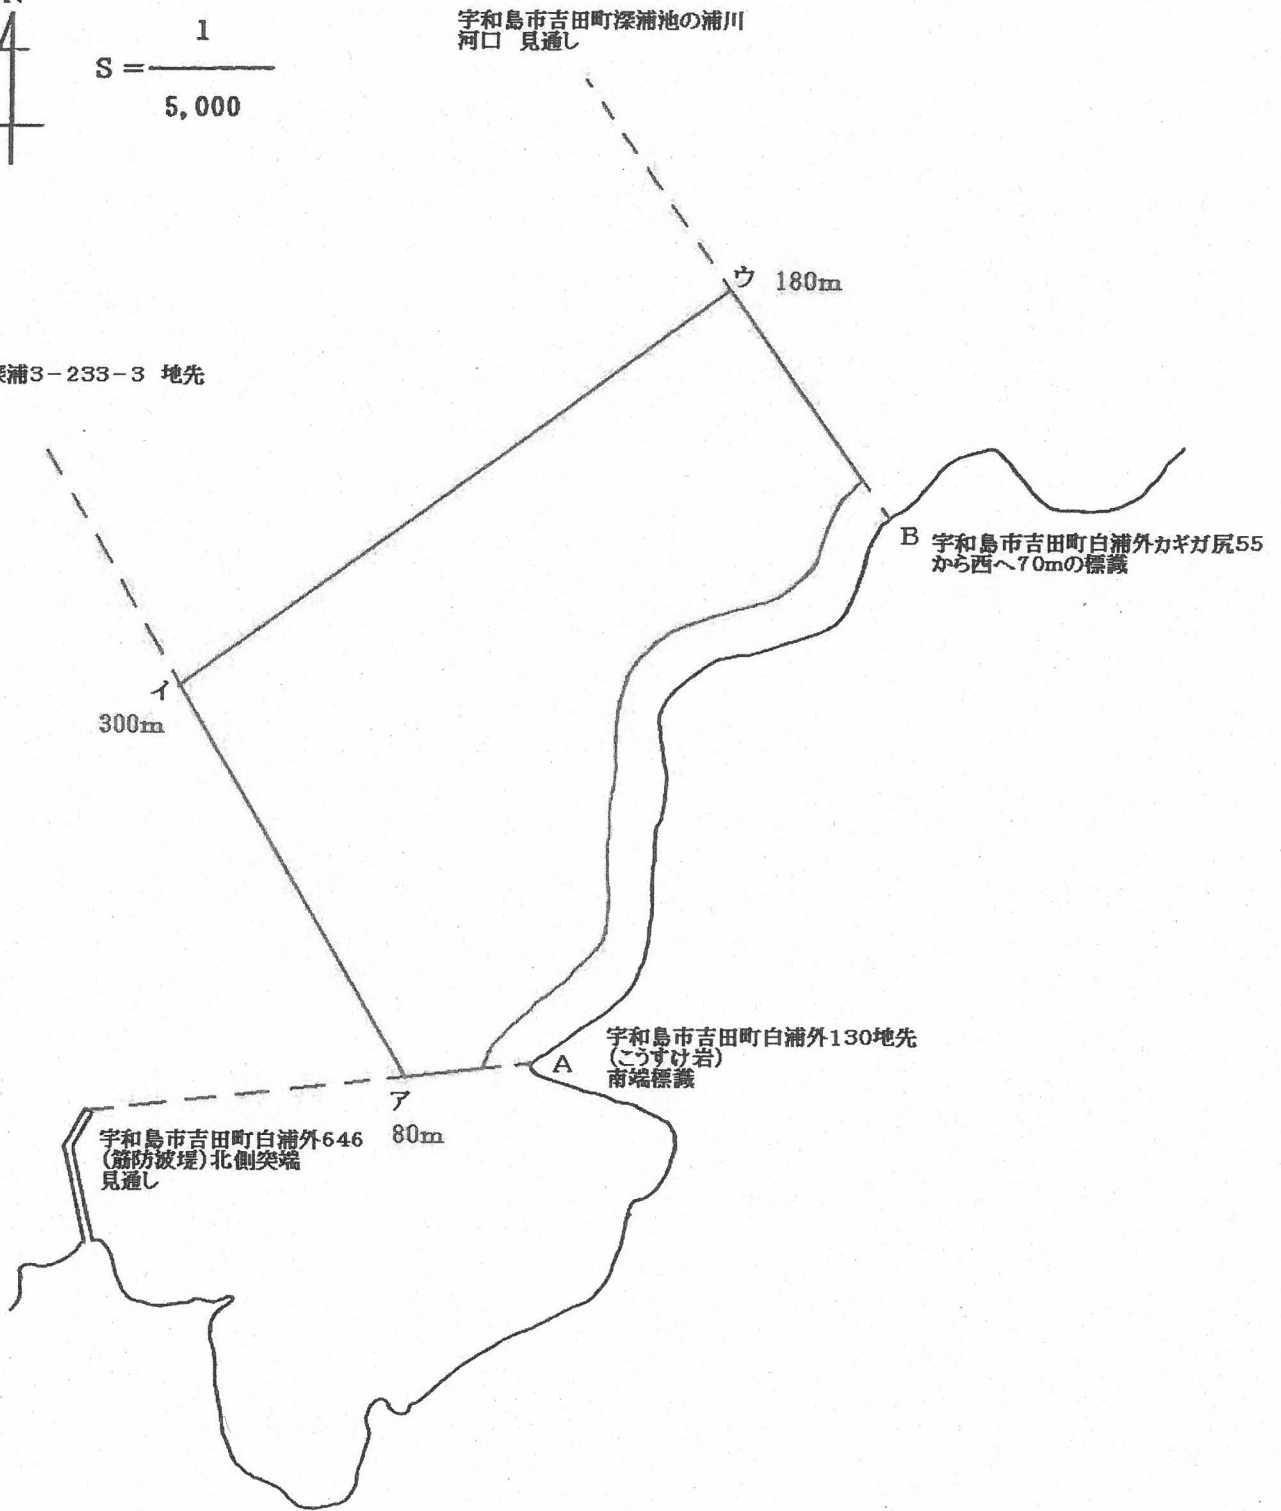 N
S = 1
5,000
宇和島市吉田町深浦池の浦川
河口 見通し
ウ 180m
深浦3-233-3 地先
B 宇和島市吉田町白浦外カギガ尻55
から西へ70mの標識
イ
300m
A 宇和島市吉田町白浦外130地先
(こうすけ岩)
南端標識
ア
80m
宇和島市吉田町白浦外646
(筋防波堤)北側突端
見通し